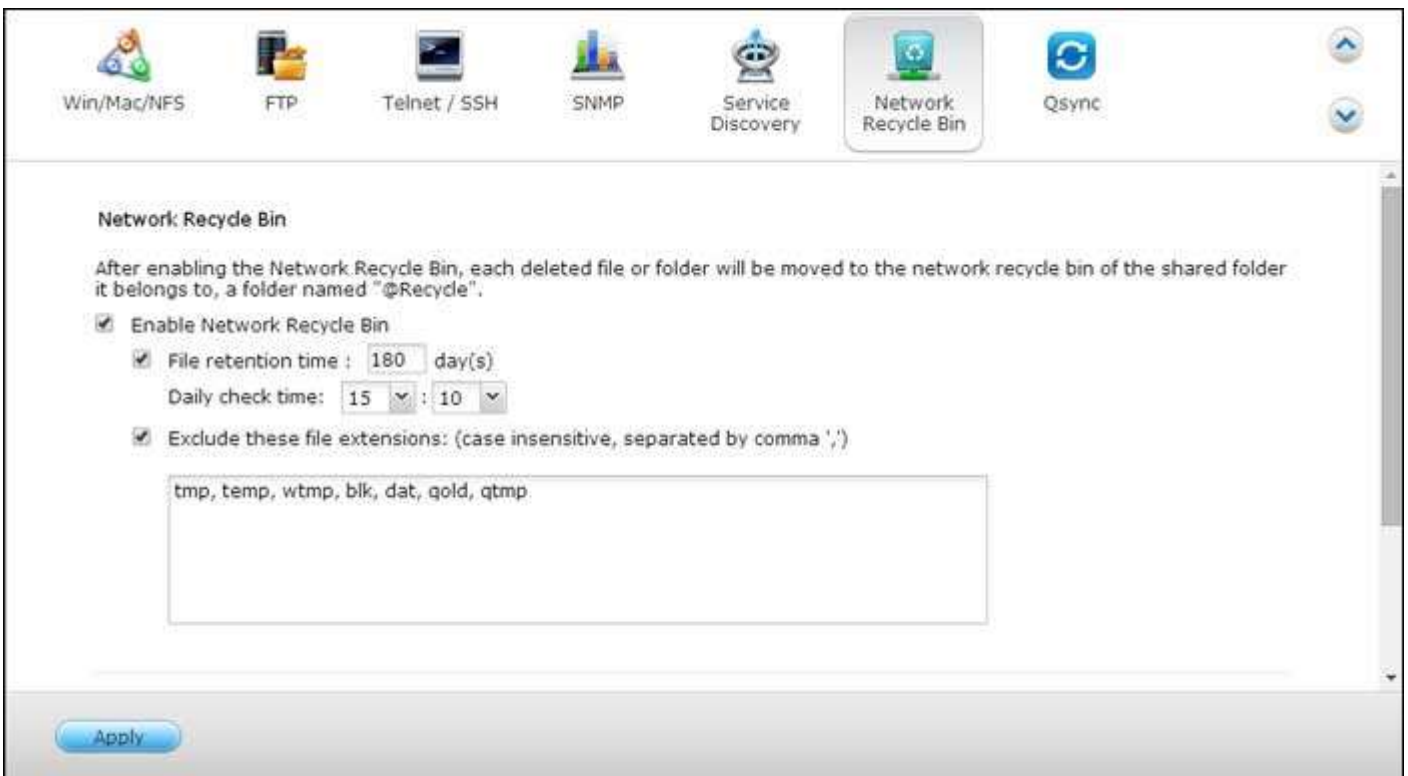 Win/Mac/NFS
FTP
Telnet / SSH
SNMP
Service
Discovery
Network
Recycle Bin
Qsync
Network Recycle Bin
After enabling the Network Recycle Bin, each deleted file or folder will be moved to the network recycle bin of the shared folder
it belongs to, a folder named "@Recycle".
Enable Network Recycle Bin
File retention time : 180 day(s)
Daily check time: 15 : 10
Exclude these file extensions: (case insensitive, separated by comma ',')
tmp, temp, wtmp, blk, dat, qold, qtmp
Apply